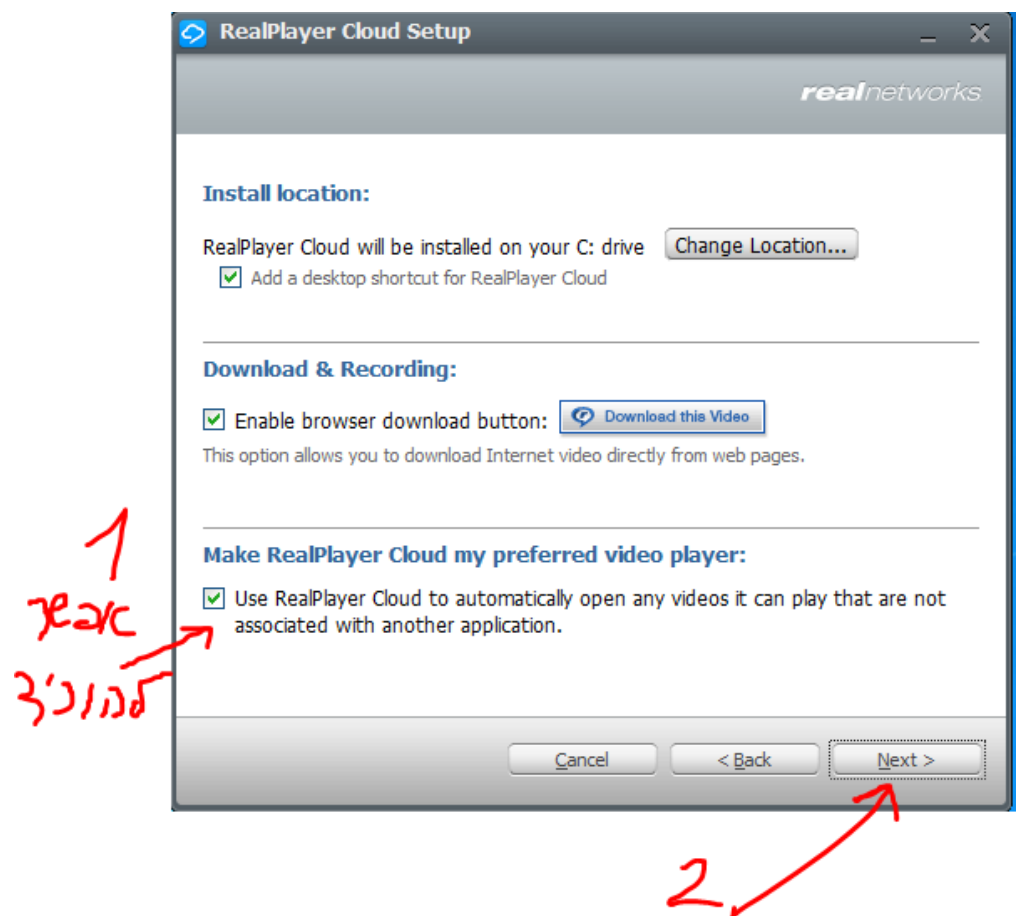 RealPlayer Cloud Setup
realnetworks
Install location:
RealPlayer Cloud will be installed on your C: drive Change Location...
Add a desktop shortcut for RealPlayer Cloud
Download & Recording:
Enable browser download button: Download this Video
This option allows you to download Internet video directly from web pages.
1
אפשר
להוריד
Make RealPlayer Cloud my preferred video player:
Use RealPlayer Cloud to automatically open any videos it can play that are not
associated with another application.
Cancel < Back Next >
2